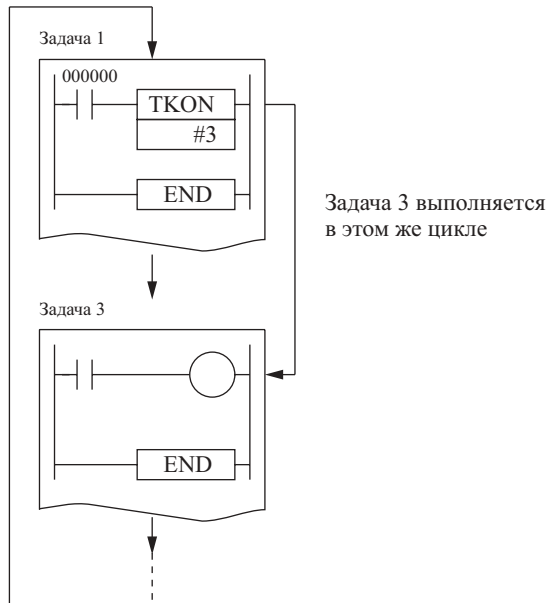 Задача 1
000000
TKON
#3
END
Задача 3 выполняется
в этом же цикле
Задача 3
END